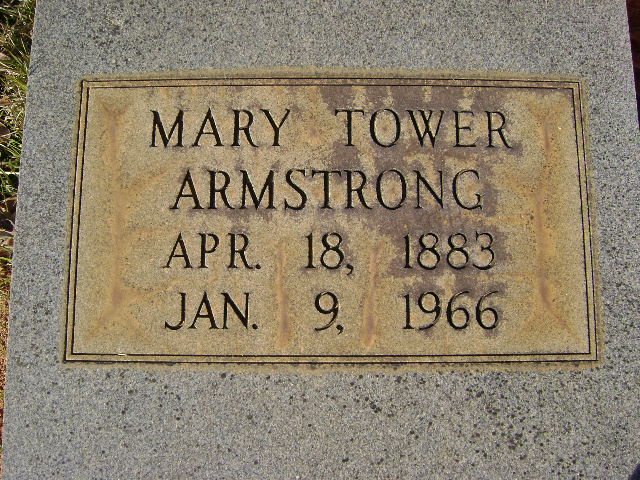 MARY TOWER
ARMSTRONG
APR. 18, 1883
JAN. 9, 1966